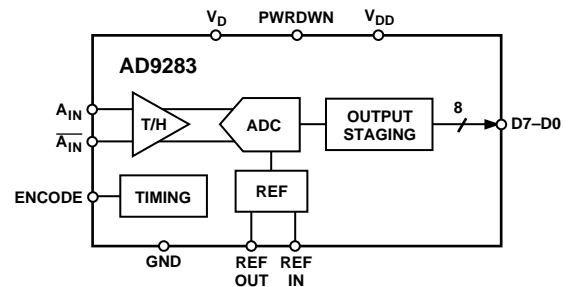 V_D PWRDWN V_DD
AD9283
A_IN
T/H
ADC
OUTPUT
STAGING
8
D7–D0
A̅_̅I̅N̅
ENCODE
TIMING
REF
GND
REF
OUT
REF
IN